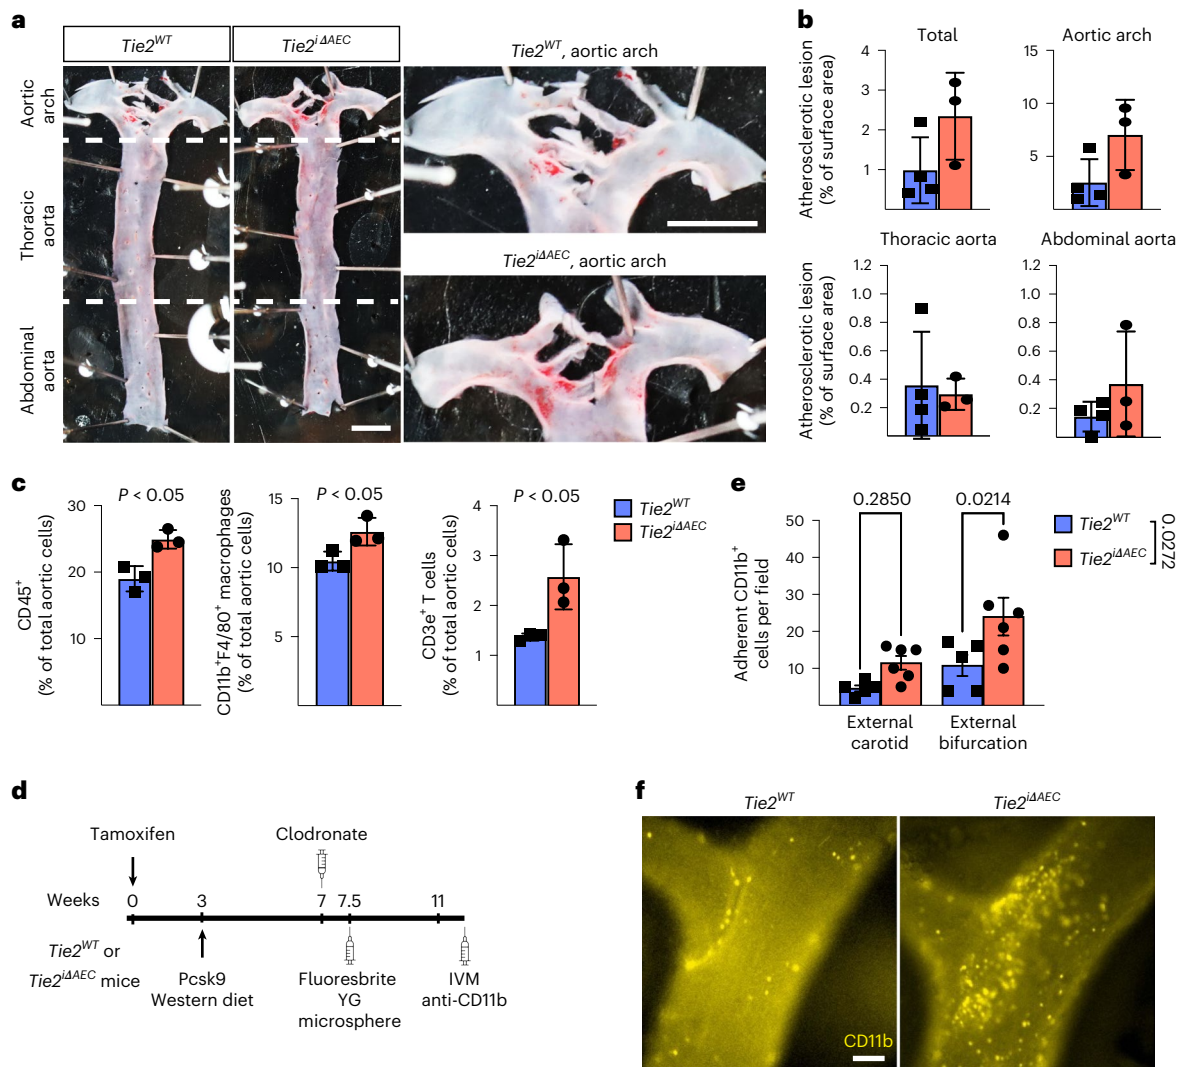 a
Tie2WT
Tie2iΔAEC
Aortic
arch
Thoracic
aorta
Abdominal
aorta
Tie2WT, aortic arch
Tie2iΔAEC, aortic arch
b
Total
Atherosclerotic lesion
(% of surface area)
4
3
2
1
Aortic arch
15
10
5
Thoracic aorta
Atherosclerotic lesion
(% of surface area)
1.2
1.0
0.8
0.6
0.4
0.2
Abdominal aorta
1.2
1.0
0.8
0.6
0.4
0.2
c
P < 0.05
CD45+
(% of total aortic cells)
30
20
10
P < 0.05
CD11b+F4/80+ macrophages
(% of total aortic cells)
15
10
5
P < 0.05
CD3e+ T cells
(% of total aortic cells)
4
3
2
1
Tie2WT
Tie2iΔAEC
e
0.2850
0.0214
Adherent CD11b+
cells per field
50
40
30
20
10
External
carotid
External
bifurcation
Tie2WT
Tie2iΔAEC
0.0272
d
Tamoxifen
Clodronate
Weeks
0
3
7
7.5
11
Tie2WT or
Tie2iΔAEC mice
Pcsk9
Western diet
Fluoresbrite
YG
microsphere
IVM
anti-CD11b
f
Tie2WT
Tie2iΔAEC
CD11b